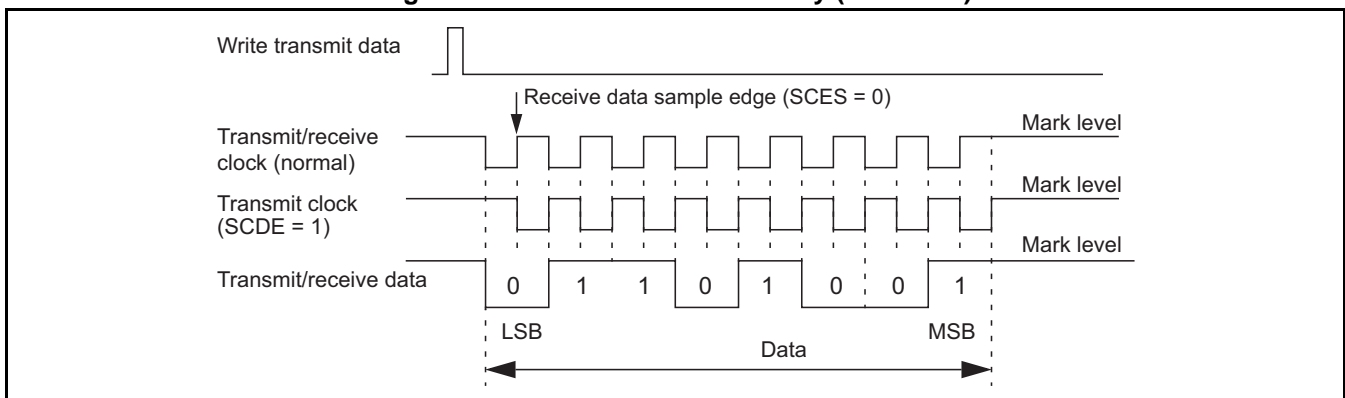 Write transmit data
Receive data sample edge (SCES = 0)
Transmit/receive
clock (normal)
Mark level
Transmit clock
(SCDE = 1)
Mark level
Transmit/receive data
Mark level
0 1 1 0 1 0 0 1
LSB
MSB
Data